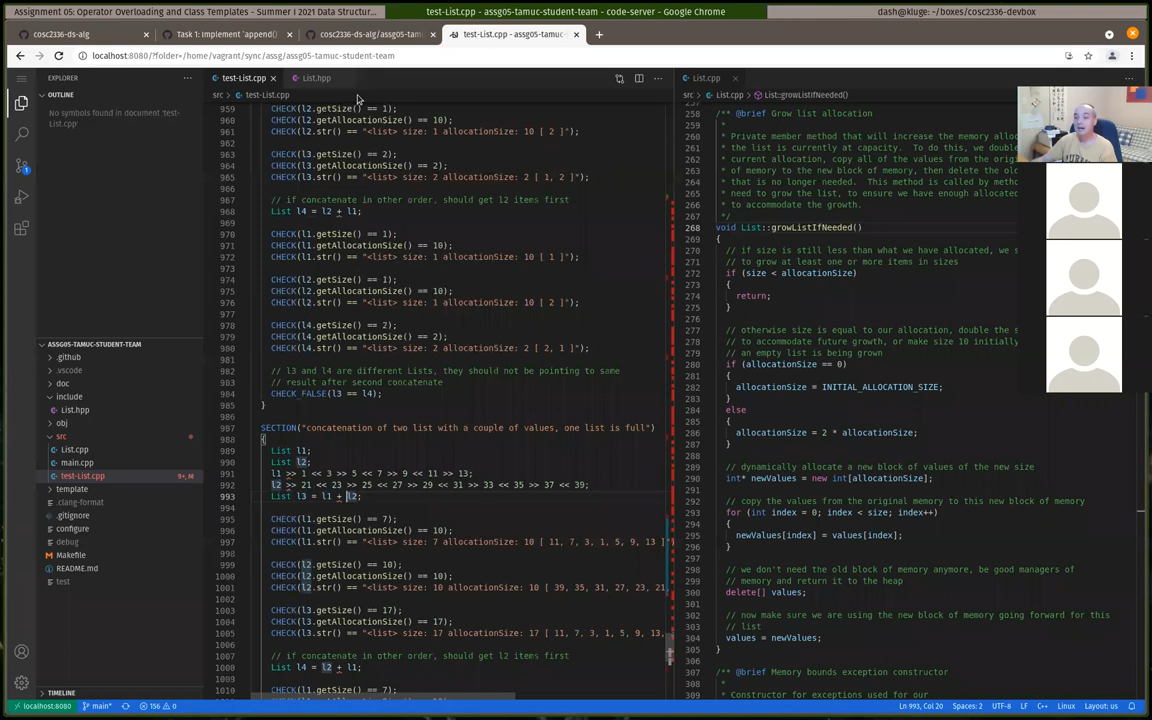 Assignment 05: Operator Overloading and Class Templates - Summer I 2021 Data Structur...
test-List.cpp - assg05-tamuc-student-team - code-server - Google Chrome
dash@kluge: ~/boxes/cosc2336-devbox
cosc2336-ds-alg
Task 1: Implement `append()
cosc2336-ds-alg/assg05-tam
test-List.cpp - assg05-tamuc-
localhost:8080/?folder=/home/vagrant/sync/assg/assg05-tamuc-student-team
EXPLORER
OUTLINE
No symbols found in document 'test-
List.cpp'
ASSG05-TAMUC-STUDENT-TEAM
.github
.vscode
doc
include
List.hpp
obj
src
List.cpp
main.cpp
test-List.cpp 9+, M
template
.clang-format
.gitignore
configure
debug
Makefile
README.md
test
TIMELINE
test-List.cpp
List.hpp
src > test-List.cpp
959 CHECK(l2.getSize() == 1);
960 CHECK(l2.getAllocationSize() == 10);
961 CHECK(l2.str() == "<list> size: 1 allocationSize: 10 [ 2 ]");
962
963 CHECK(l3.getSize() == 2);
964 CHECK(l3.getAllocationSize() == 2);
965 CHECK(l3.str() == "<list> size: 2 allocationSize: 2 [ 1, 2 ]");
966
967 // if concatenate in other order, should get l2 items first
968 List l4 = l2 + l1;
969
970 CHECK(l1.getSize() == 1);
971 CHECK(l1.getAllocationSize() == 10);
972 CHECK(l1.str() == "<list> size: 1 allocationSize: 10 [ 1 ]");
973
974 CHECK(l2.getSize() == 1);
975 CHECK(l2.getAllocationSize() == 10);
976 CHECK(l2.str() == "<list> size: 1 allocationSize: 10 [ 2 ]");
977
978 CHECK(l4.getSize() == 2);
979 CHECK(l4.getAllocationSize() == 2);
980 CHECK(l4.str() == "<list> size: 2 allocationSize: 2 [ 2, 1 ]");
981
982 // l3 and l4 are different Lists, they should not be pointing to same
983 // result after second concatenate
984 CHECK_FALSE(l3 == l4);
985 }
986
987 SECTION("concatenation of two list with a couple of values, one list is full")
988 {
989 List l1;
990 List l2;
991 l1 >> 1 << 3 >> 5 << 7 >> 9 << 11 >> 13;
992 l2 >> 21 << 23 >> 25 << 27 >> 29 << 31 >> 33 << 35 >> 37 << 39;
993 List l3 = l1 + l2;
994
995 CHECK(l1.getSize() == 7);
996 CHECK(l1.getAllocationSize() == 10);
997 CHECK(l1.str() == "<list> size: 7 allocationSize: 10 [ 11, 7, 3, 1, 5, 9, 13 ]"
998
999 CHECK(l2.getSize() == 10);
1000 CHECK(l2.getAllocationSize() == 10);
1001 CHECK(l2.str() == "<list> size: 10 allocationSize: 10 [ 39, 35, 31, 27, 23, 21
1002
1003 CHECK(l3.getSize() == 17);
1004 CHECK(l3.getAllocationSize() == 17);
1005 CHECK(l3.str() == "<list> size: 17 allocationSize: 17 [ 11, 7, 3, 1, 5, 9, 13,
1006
1007 // if concatenate in other order, should get l2 items first
1008 List l4 = l2 + l1;
1009
1010 CHECK(l1.getSize() == 7);
List.cpp
src > List.cpp > List::growListIfNeeded()
257
258 /** @brief Grow list allocation
259 *
260 * Private member method that will increase the memory alloc
261 * the list is currently at capacity. To do this, we double
262 * current allocation, copy all of the values from the orig
263 * of memory to the new block of memory, then delete the old
264 * that is no longer needed. This method is called by metho
265 * need to grow the list, to ensure we have enough allocated
266 * to accommodate the growth.
267 */
268 void List::growListIfNeeded()
269 {
270 // if size is still less than what we have allocated, we s
271 // to grow at least one or more items in sizes
272 if (size < allocationSize)
273 {
274 return;
275 }
276
277 // otherwise size is equal to our allocation, double the s
278 // to accommodate future growth, or make size 10 initially
279 // an empty list is being grown
280 if (allocationSize == 0)
281 {
282 allocationSize = INITIAL_ALLOCATION_SIZE;
283 }
284 else
285 {
286 allocationSize = 2 * allocationSize;
287 }
288
289 // dynamically allocate a new block of values of the new size
290 int* newValues = new int[allocationSize];
291
292 // copy the values from the original memory to this new block of memory
293 for (int index = 0; index < size; index++)
294 {
295 newValues[index] = values[index];
296 }
297
298 // we don't need the old block of memory anymore, be good managers of
299 // memory and return it to the heap
300 delete[] values;
301
302 // now make sure we are using the new block of memory going forward for this
303 // list
304 values = newValues;
305 }
306
307 /** @brief Memory bounds exception constructor
308 *
309 * Constructor for exceptions used for our
localhost:8080 main* 156 0
Ln 993, Col 20 Spaces: 2 UTF-8 LF C++ Linux Layout: us